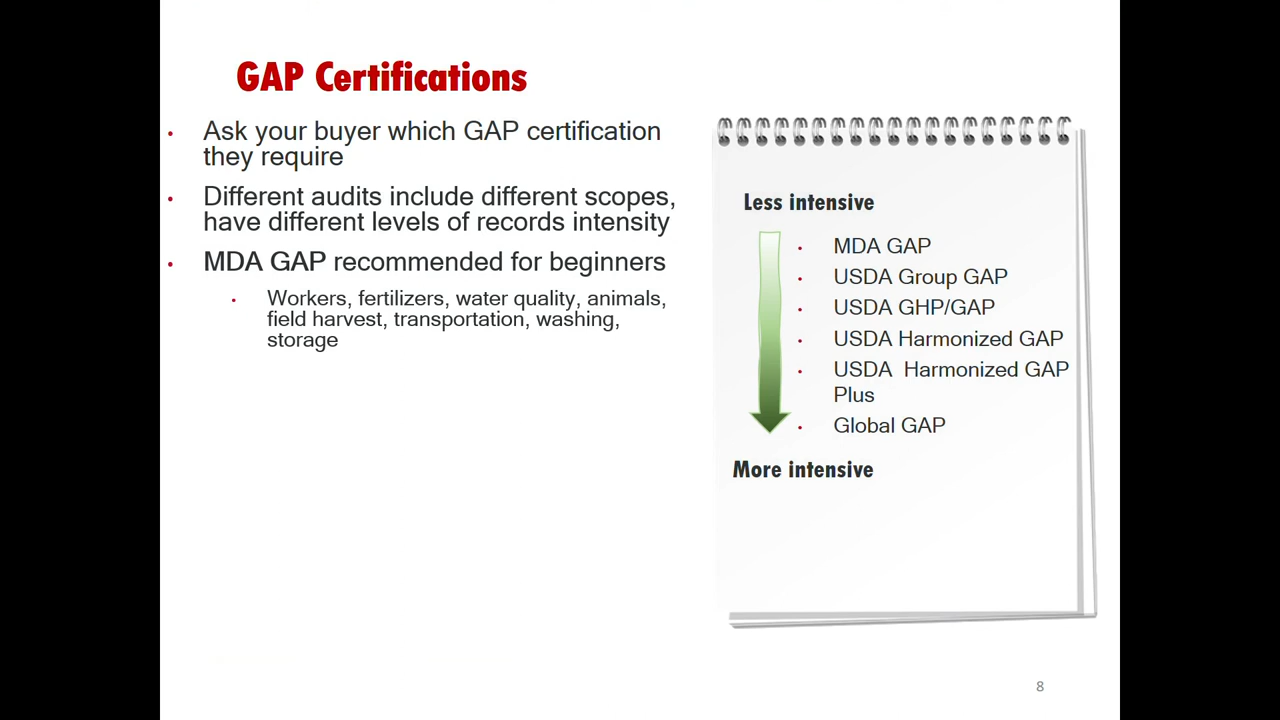 GAP Certifications
• Ask your buyer which GAP certification
they require
• Different audits include different scopes,
have different levels of records intensity
• MDA GAP recommended for beginners
• Workers, fertilizers, water quality, animals,
field harvest, transportation, washing,
storage
Less intensive
• MDA GAP
• USDA Group GAP
• USDA GHP/GAP
• USDA Harmonized GAP
• USDA  Harmonized GAP
Plus
• Global GAP
More intensive
8